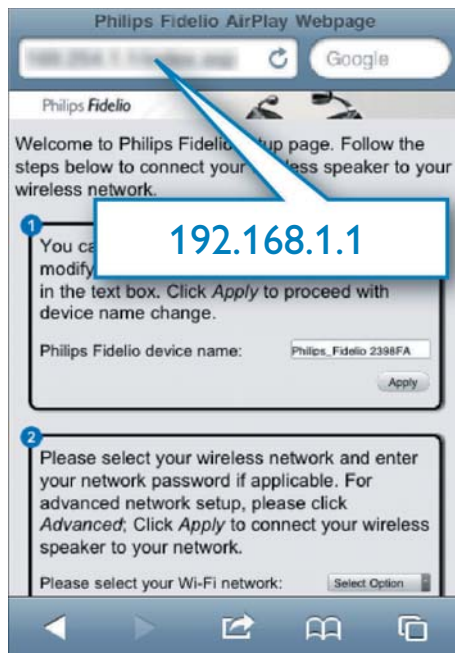 Philips Fidelio AirPlay Webpage
Google
Philips Fidelio
Welcome to Philips Fidelio up page. Follow the
steps below to connect your ess speaker to your
wireless network.
192.168.1.1
1
You ca
modify
in the text box. Click Apply to proceed with
device name change.
Philips Fidelio device name: Philips_Fidelio 2398FA
Apply
2
Please select your wireless network and enter
your network password if applicable. For
advanced network setup, please click
Advanced; Click Apply to connect your wireless
speaker to your network.
Please select your Wi-Fi network: Select Option